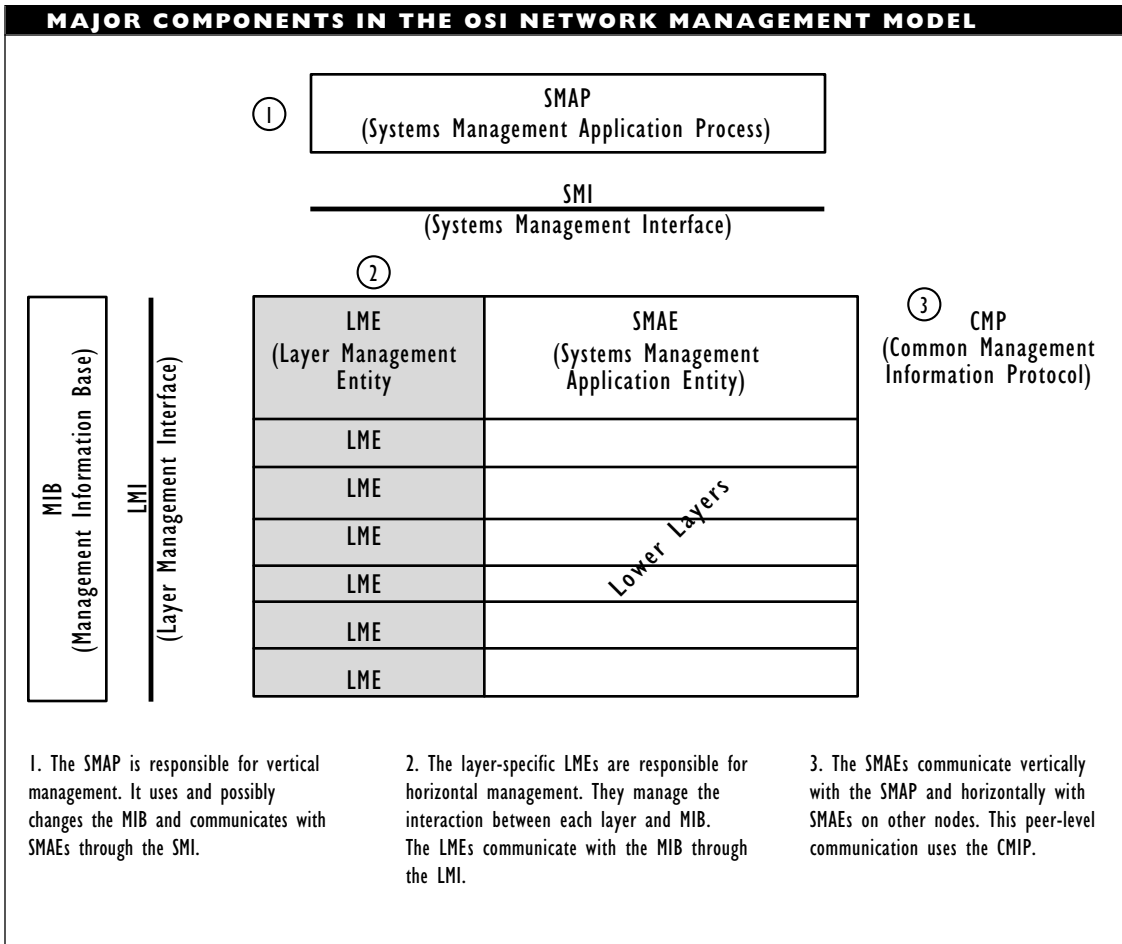 MAJOR COMPONENTS IN THE OSI NETWORK MANAGEMENT MODEL
1
SMAP
(Systems Management Application Process)
SMI
(Systems Management Interface)
2
MIB
(Management Information Base)
LMI
(Layer Management Interface)
LME
(Layer Management
Entity
SMAE
(Systems Management
Application Entity)
3
CMP
(Common Management
Information Protocol)
LME
LME
LME
LME
LME
LME
Lower Layers
1. The SMAP is responsible for vertical
management. It uses and possibly
changes the MIB and communicates with
SMAEs through the SMI.
2. The layer-specific LMEs are responsible for
horizontal management. They manage the
interaction between each layer and MIB.
The LMEs communicate with the MIB through
the LMI.
3. The SMAEs communicate vertically
with the SMAP and horizontally with
SMAEs on other nodes. This peer-level
communication uses the CMIP.